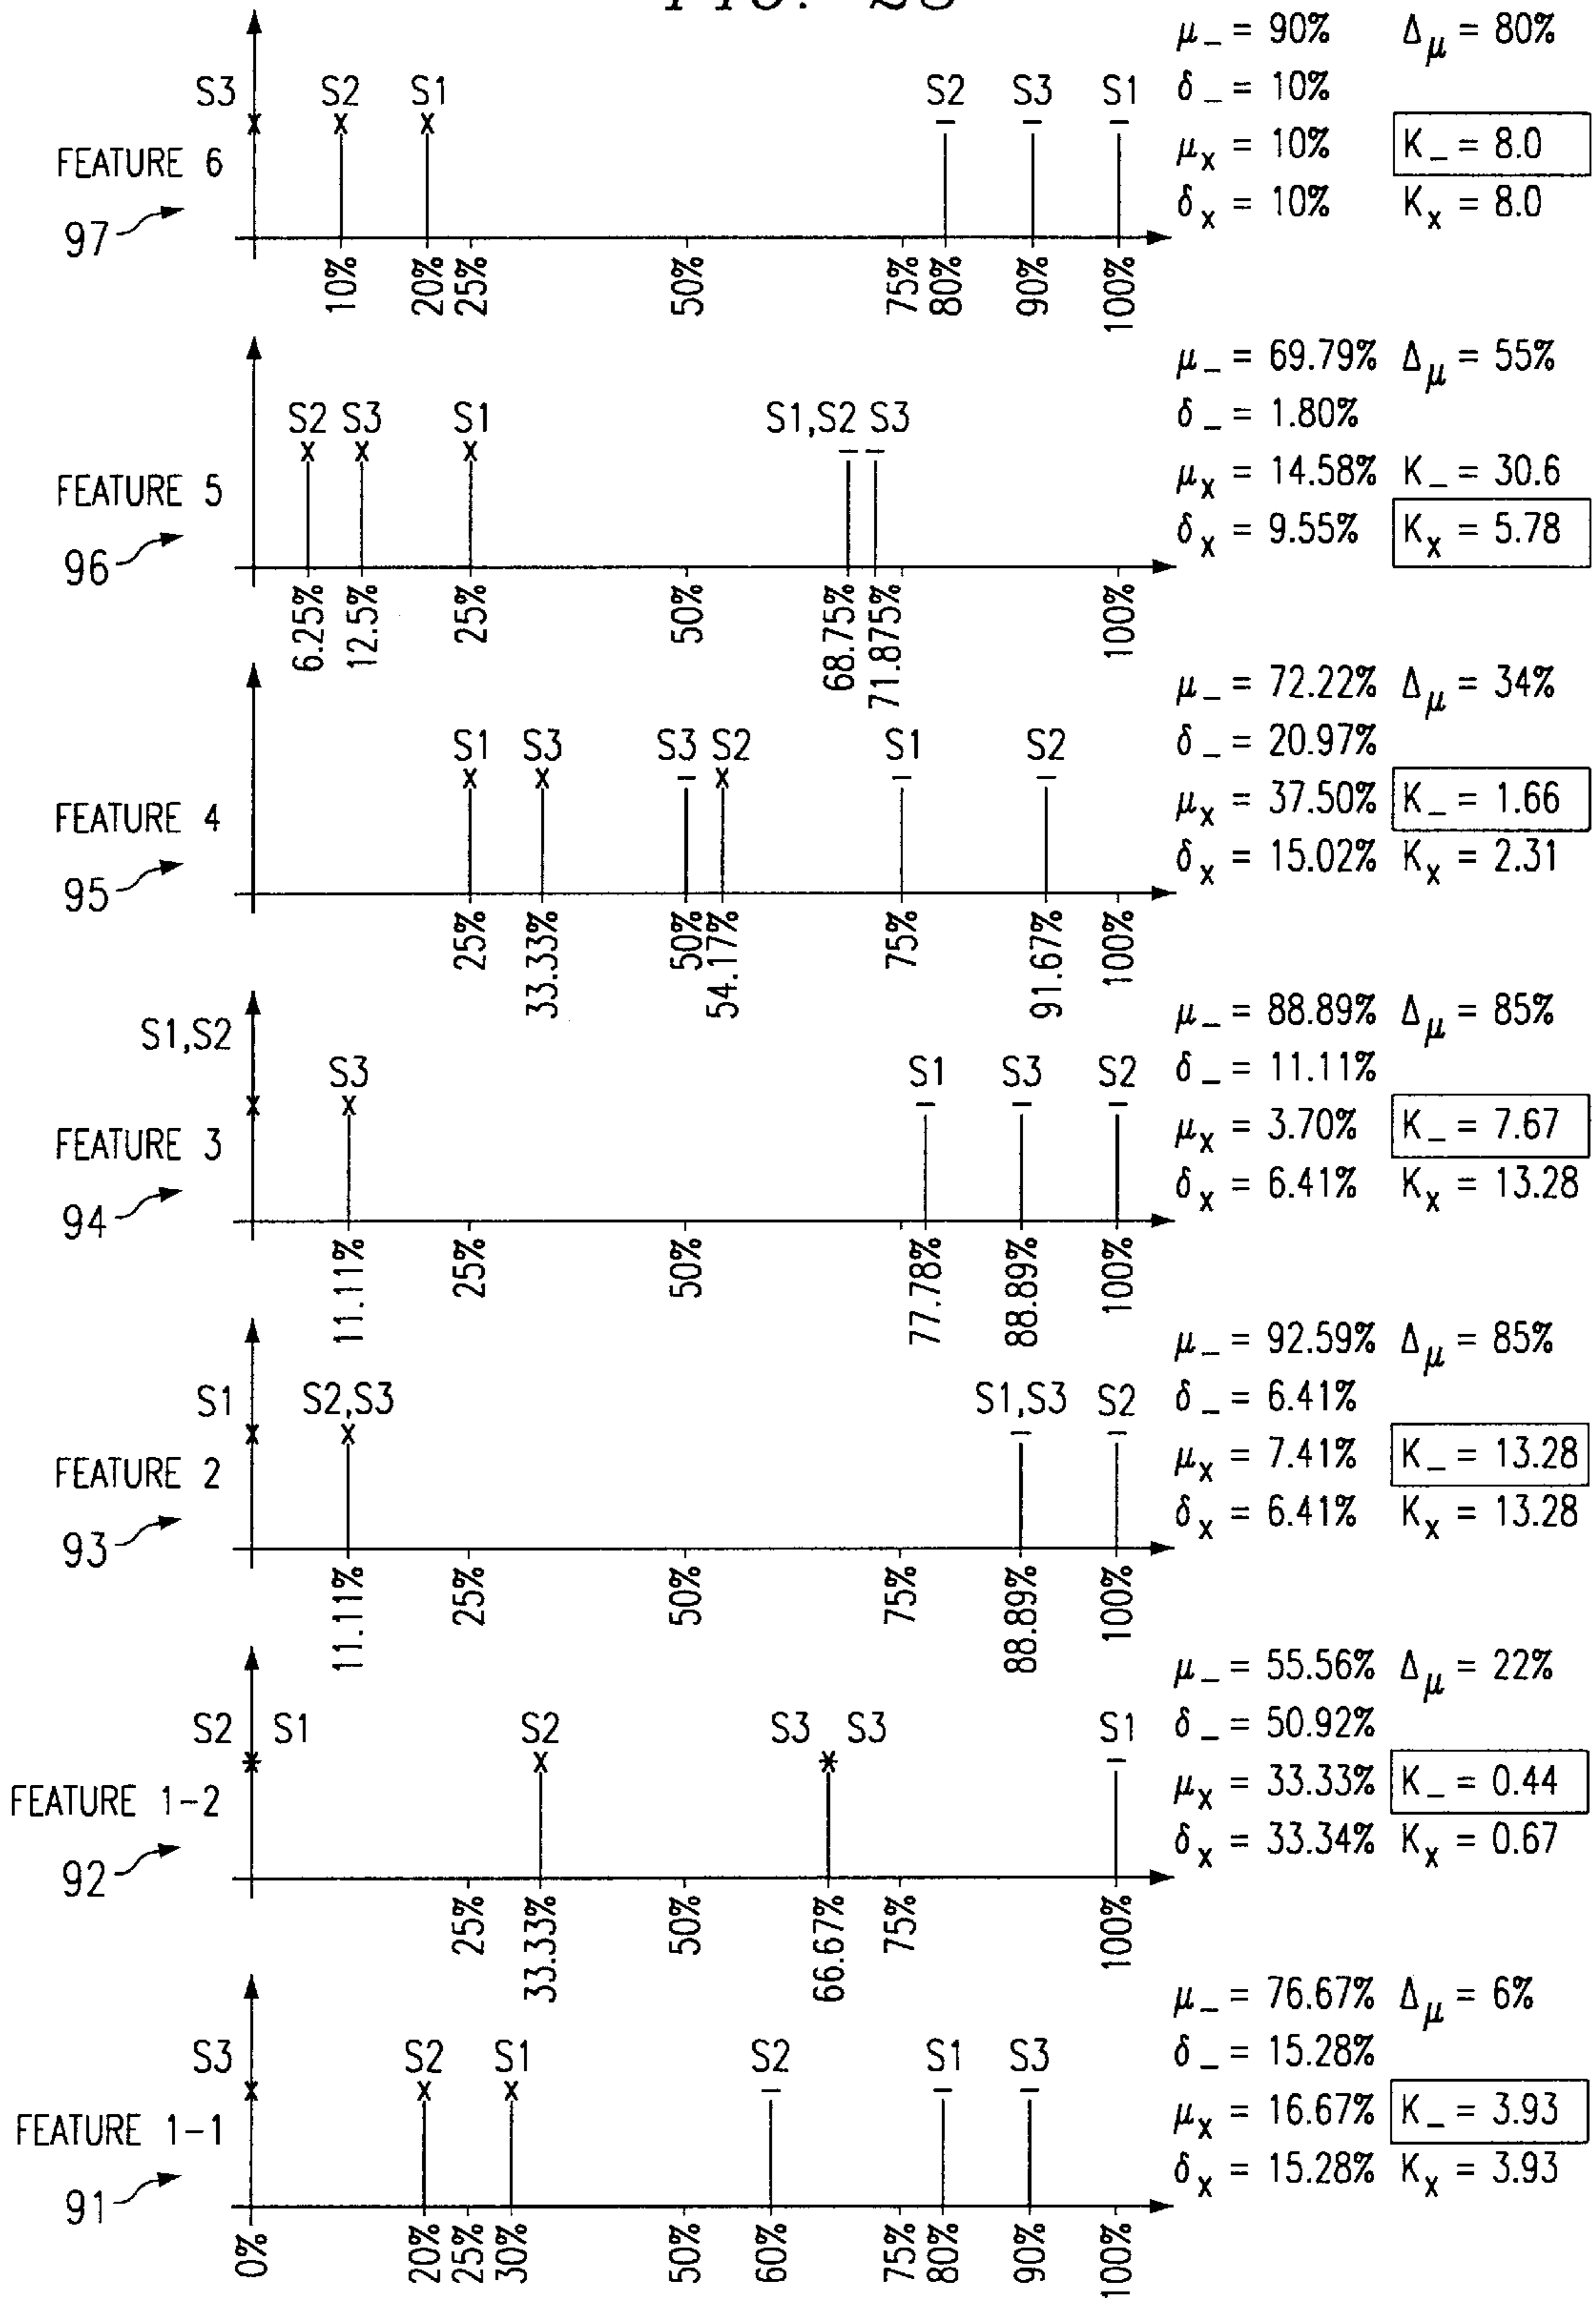 FIG. 23
S3 S2 S1 S2 S3 S1
FEATURE 6
97
10% 20% 25% 50% 75% 80% 90% 100%
μ_ = 90% Δμ = 80%
δ_ = 10%
μx = 10% K_ = 8.0
δx = 10% Kx = 8.0
S2 S3 S1 S1,S2 S3
FEATURE 5
96
6.25% 12.5% 25% 50% 68.75% 71.875% 100%
μ_ = 69.79% Δμ = 55%
δ_ = 1.80%
μx = 14.58% K_ = 30.6
δx = 9.55% Kx = 5.78
S1 S3 S3 S2 S1 S2
FEATURE 4
95
25% 33.33% 50% 54.17% 75% 91.67% 100%
μ_ = 72.22% Δμ = 34%
δ_ = 20.97%
μx = 37.50% K_ = 1.66
δx = 15.02% Kx = 2.31
S1,S2 S3 S1 S3 S2
FEATURE 3
94
11.11% 25% 50% 77.78% 88.89% 100%
μ_ = 88.89% Δμ = 85%
δ_ = 11.11%
μx = 3.70% K_ = 7.67
δx = 6.41% Kx = 13.28
S1 S2,S3 S1,S3 S2
FEATURE 2
93
11.11% 25% 50% 75% 88.89% 100%
μ_ = 92.59% Δμ = 85%
δ_ = 6.41%
μx = 7.41% K_ = 13.28
δx = 6.41% Kx = 13.28
S2 S1 S2 S3 S3 S1
FEATURE 1-2
92
25% 33.33% 50% 66.67% 75% 100%
μ_ = 55.56% Δμ = 22%
δ_ = 50.92%
μx = 33.33% K_ = 0.44
δx = 33.34% Kx = 0.67
S3 S2 S1 S2 S1 S3
FEATURE 1-1
91
0% 20% 25% 30% 50% 60% 75% 80% 90% 100%
μ_ = 76.67% Δμ = 6%
δ_ = 15.28%
μx = 16.67% K_ = 3.93
δx = 15.28% Kx = 3.93